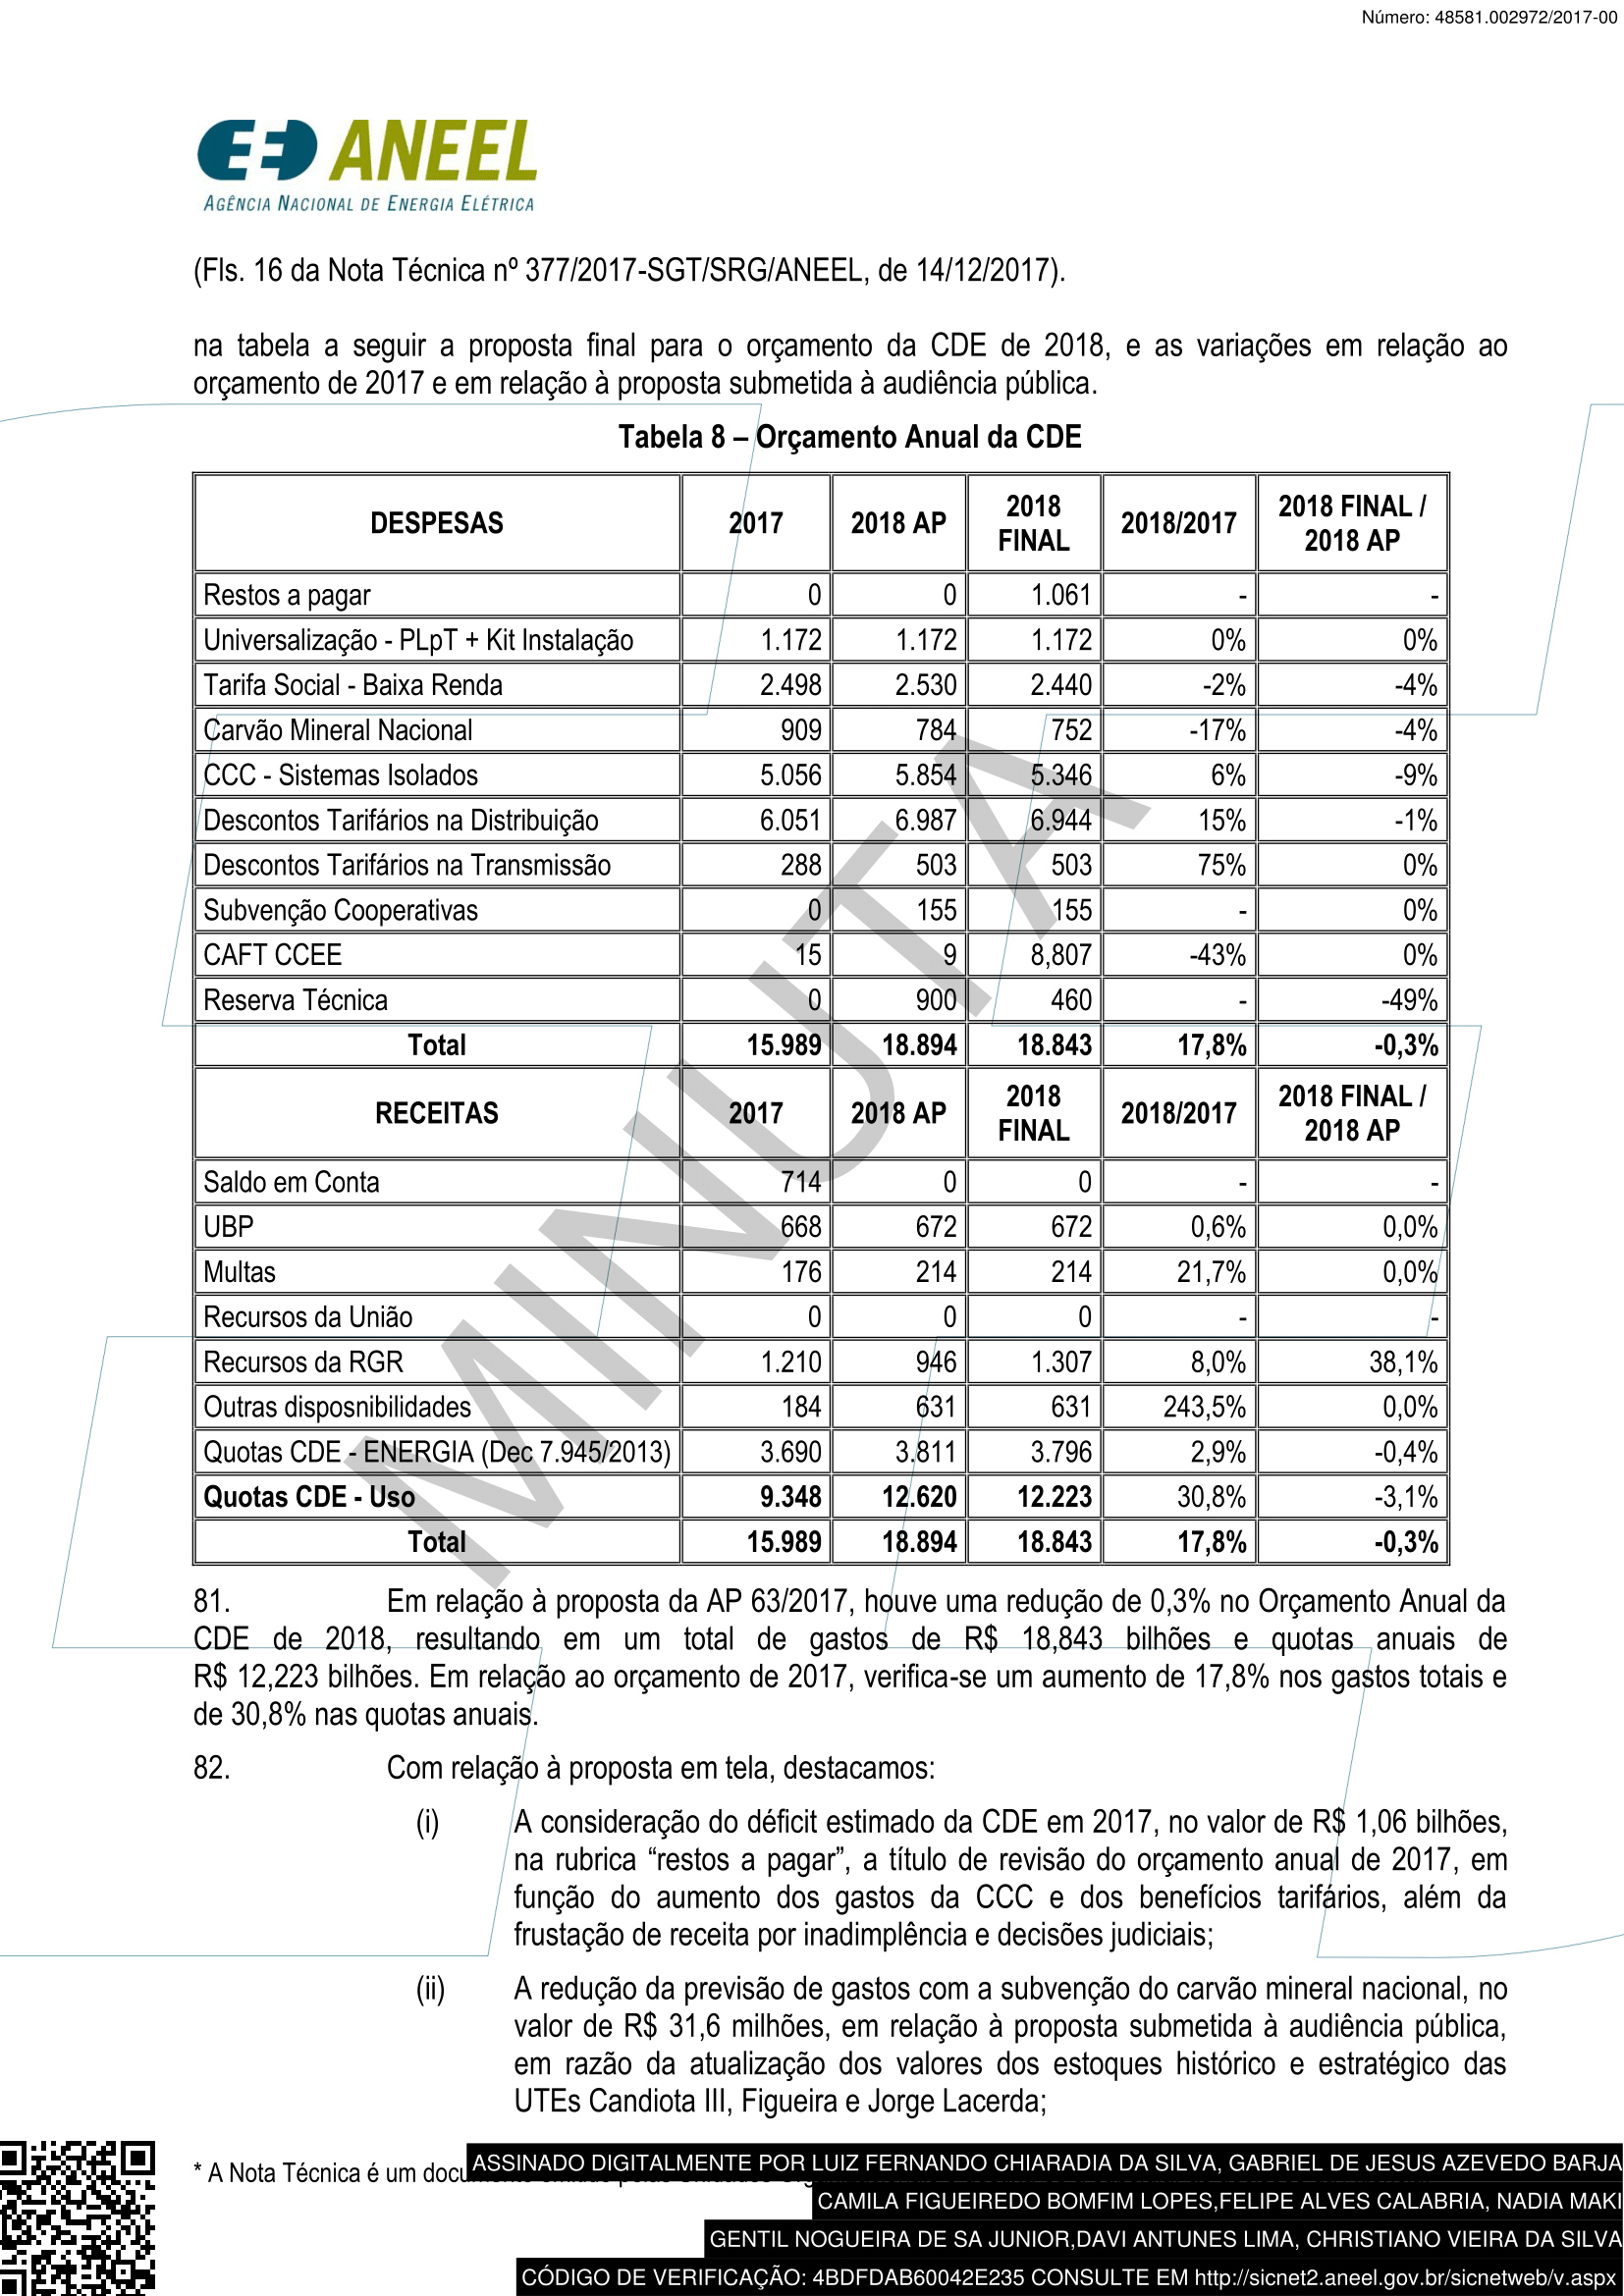 Número: 48581.002972/2017-00
ANEEL
AGÊNCIA NACIONAL DE ENERGIA ELÉTRICA
(Fls. 16 da Nota Técnica nº 377/2017-SGT/SRG/ANEEL, de 14/12/2017).
na tabela a seguir a proposta final para o orçamento da CDE de 2018, e as variações em relação ao
orçamento de 2017 e em relação à proposta submetida à audiência pública.
Tabela 8 – Orçamento Anual da CDE
DESPESAS 2017 2018 AP 2018 FINAL 2018/2017 2018 FINAL / 2018 AP
Restos a pagar 0 0 1.061 - -
Universalização - PLpT + Kit Instalação 1.172 1.172 1.172 0% 0%
Tarifa Social - Baixa Renda 2.498 2.530 2.440 -2% -4%
Carvão Mineral Nacional 909 784 752 -17% -4%
CCC - Sistemas Isolados 5.056 5.854 5.346 6% -9%
Descontos Tarifários na Distribuição 6.051 6.987 6.944 15% -1%
Descontos Tarifários na Transmissão 288 503 503 75% 0%
Subvenção Cooperativas 0 155 155 - 0%
CAFT CCEE 15 9 8,807 -43% 0%
Reserva Técnica 0 900 460 - -49%
Total 15.989 18.894 18.843 17,8% -0,3%
RECEITAS 2017 2018 AP 2018 FINAL 2018/2017 2018 FINAL / 2018 AP
Saldo em Conta 714 0 0 - -
UBP 668 672 672 0,6% 0,0%
Multas 176 214 214 21,7% 0,0%
Recursos da União 0 0 0 - -
Recursos da RGR 1.210 946 1.307 8,0% 38,1%
Outras disposnibilidades 184 631 631 243,5% 0,0%
Quotas CDE - ENERGIA (Dec 7.945/2013) 3.690 3.811 3.796 2,9% -0,4%
Quotas CDE - Uso 9.348 12.620 12.223 30,8% -3,1%
Total 15.989 18.894 18.843 17,8% -0,3%
MINUTA
81. Em relação à proposta da AP 63/2017, houve uma redução de 0,3% no Orçamento Anual da
CDE de 2018, resultando em um total de gastos de R$ 18,843 bilhões e quotas anuais de
R$ 12,223 bilhões. Em relação ao orçamento de 2017, verifica-se um aumento de 17,8% nos gastos totais e
de 30,8% nas quotas anuais.
82. Com relação à proposta em tela, destacamos:
(i) A consideração do déficit estimado da CDE em 2017, no valor de R$ 1,06 bilhões,
na rubrica “restos a pagar”, a título de revisão do orçamento anual de 2017, em
função do aumento dos gastos da CCC e dos benefícios tarifários, além da
frustação de receita por inadimplência e decisões judiciais;
(ii) A redução da previsão de gastos com a subvenção do carvão mineral nacional, no
valor de R$ 31,6 milhões, em relação à proposta submetida à audiência pública,
em razão da atualização dos valores dos estoques histórico e estratégico das
UTEs Candiota III, Figueira e Jorge Lacerda;
* A Nota Técnica é um
ASSINADO DIGITALMENTE POR LUIZ FERNANDO CHIARADIA DA SILVA, GABRIEL DE JESUS AZEVEDO BARJA
CAMILA FIGUEIREDO BOMFIM LOPES,FELIPE ALVES CALABRIA, NADIA MAKI
GENTIL NOGUEIRA DE SA JUNIOR,DAVI ANTUNES LIMA, CHRISTIANO VIEIRA DA SILVA
CÓDIGO DE VERIFICAÇÃO: 4BDFDAB60042E235 CONSULTE EM http://sicnet2.aneel.gov.br/sicnetweb/v.aspx